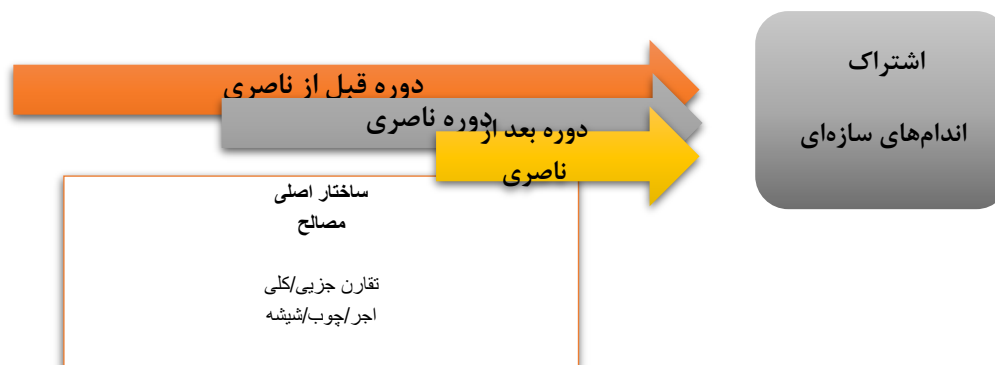 اشتراک
اندام‌های سازه‌ای
دوره قبل از ناصری
دوره ناصری
دوره بعد از
ناصری
ساختار اصلی
مصالح
تقارن جزیی/کلی
اجر/چوب/شیشه